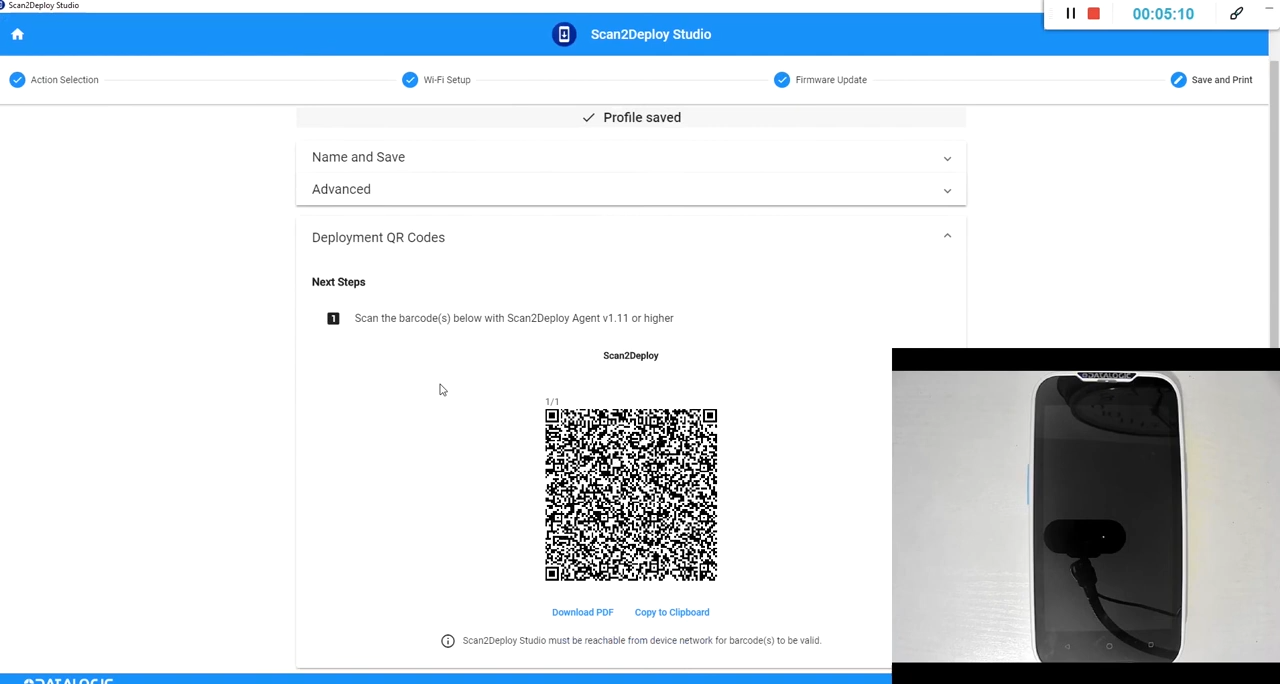 Scan2Deploy Studio
00:05:10
Scan2Deploy Studio
Action Selection
Wi-Fi Setup
Firmware Update
Save and Print
Profile saved
Name and Save
Advanced
Deployment QR Codes
Next Steps
1 Scan the barcode(s) below with Scan2Deploy Agent v1.11 or higher
Scan2Deploy
1/1
Download PDF Copy to Clipboard
Scan2Deploy Studio must be reachable from device network for barcode(s) to be valid.
DATALOGIC
DATALOGIC